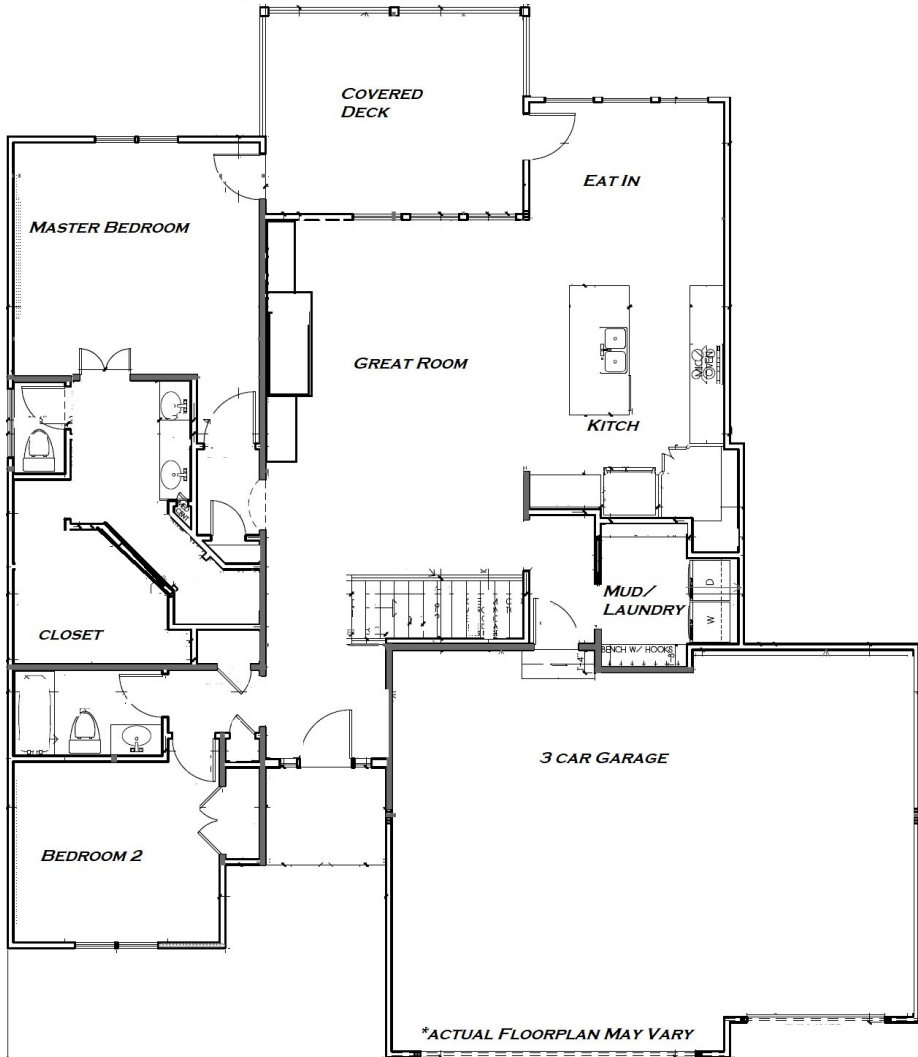 COVERED
DECK
EAT IN
MASTER BEDROOM
GREAT ROOM
OVEN
KITCH
MUD/
LAUNDRY
D
W
CLOSET
BENCH W/ HOOKS
3 CAR GARAGE
BEDROOM 2
*ACTUAL FLOORPLAN MAY VARY